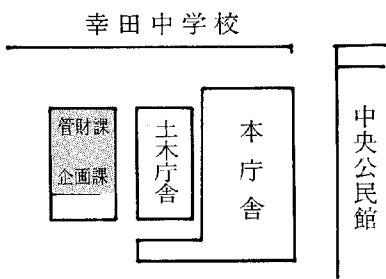 幸田中学校
管財課
企画課
土木庁舎
本庁舎
中央公民館